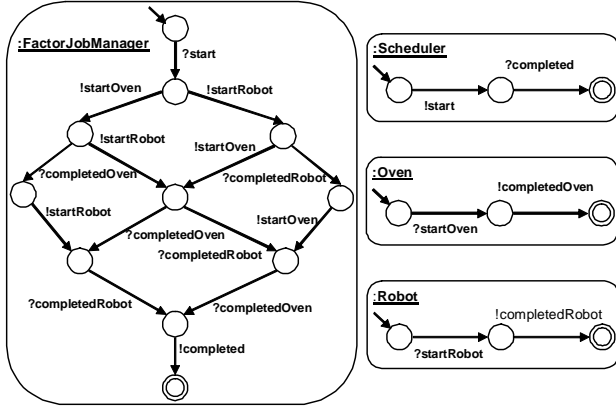 :FactorJobManager
?start
!startOven
!startRobot
!startRobot
!startOven
?completedOven
?completedRobot
!startRobot
!startOven
?completedOven
?completedRobot
?completedRobot
?completedOven
!completed
:Scheduler
?completed
!start
:Oven
!completedOven
?startOven
:Robot
!completedRobot
?startRobot